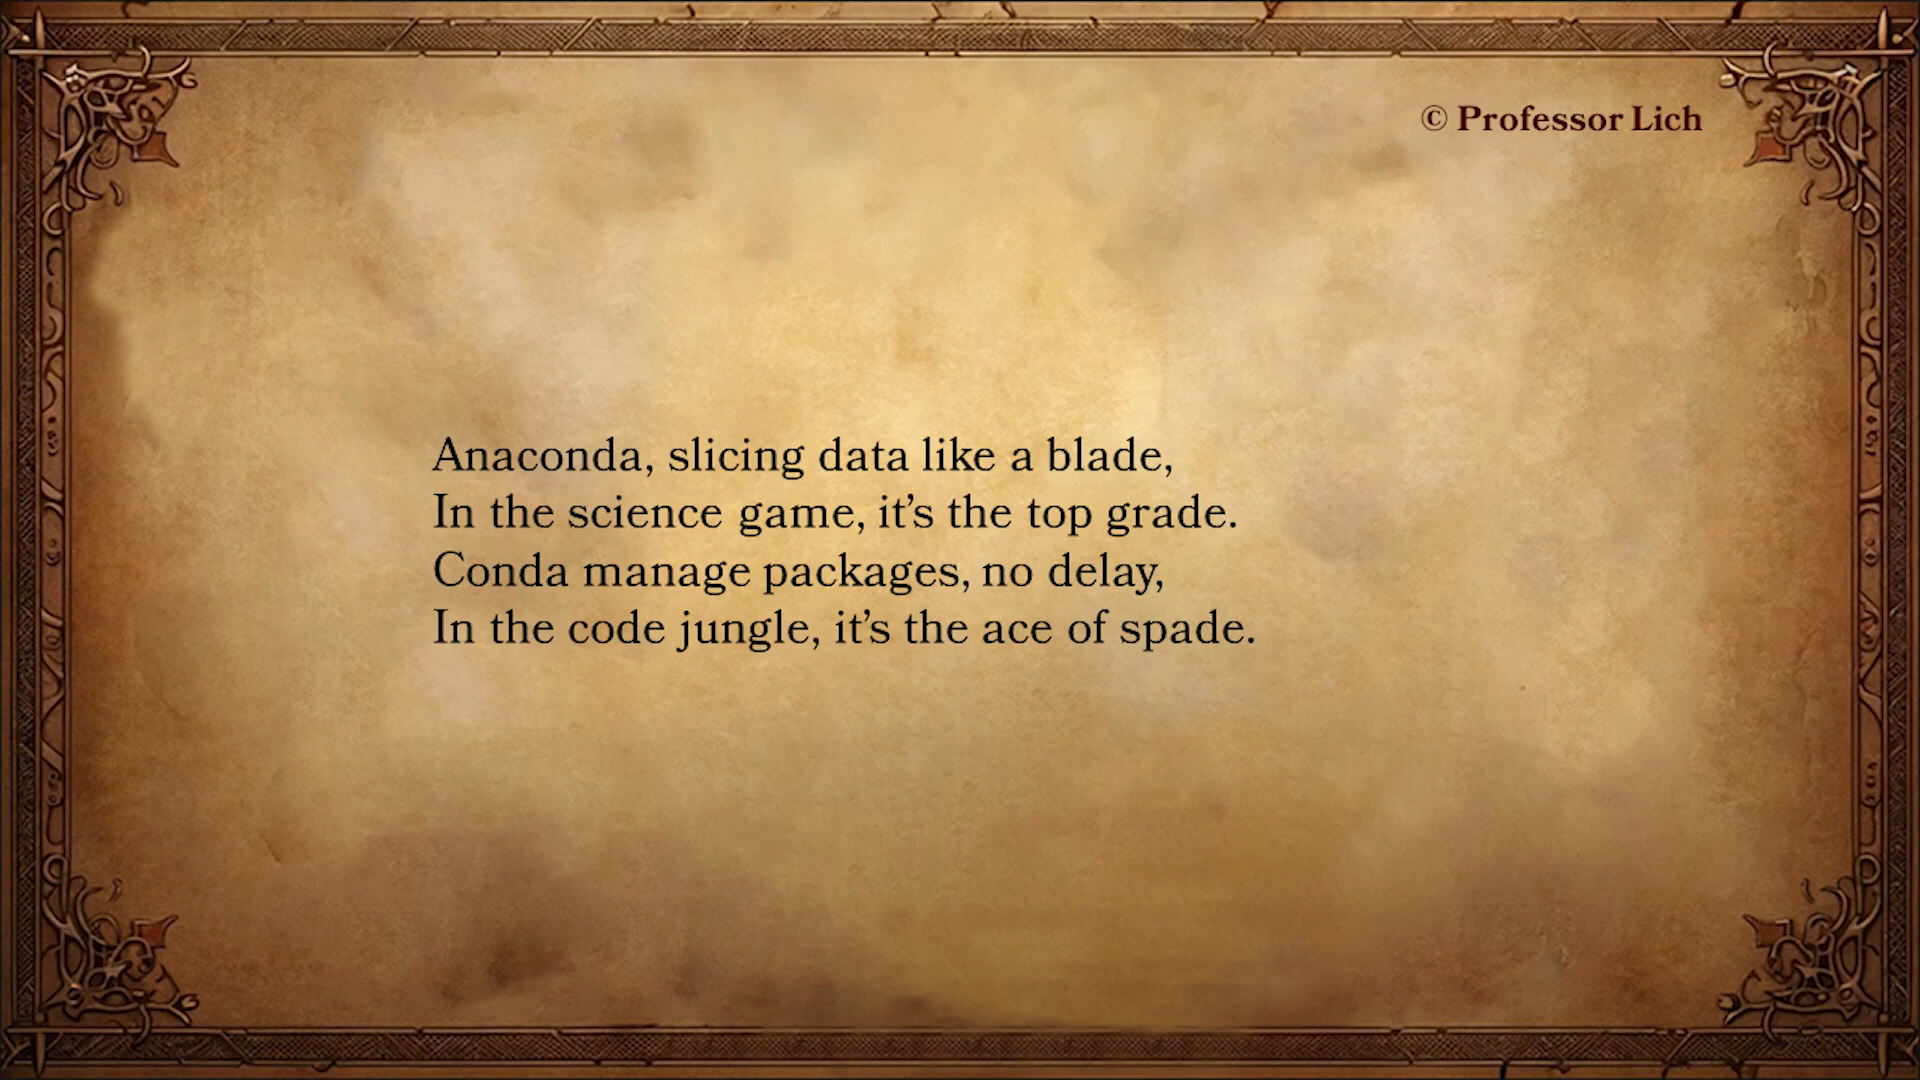 © Professor Lich
Anaconda, slicing data like a blade,
In the science game, it’s the top grade.
Conda manage packages, no delay,
In the code jungle, it’s the ace of spade.